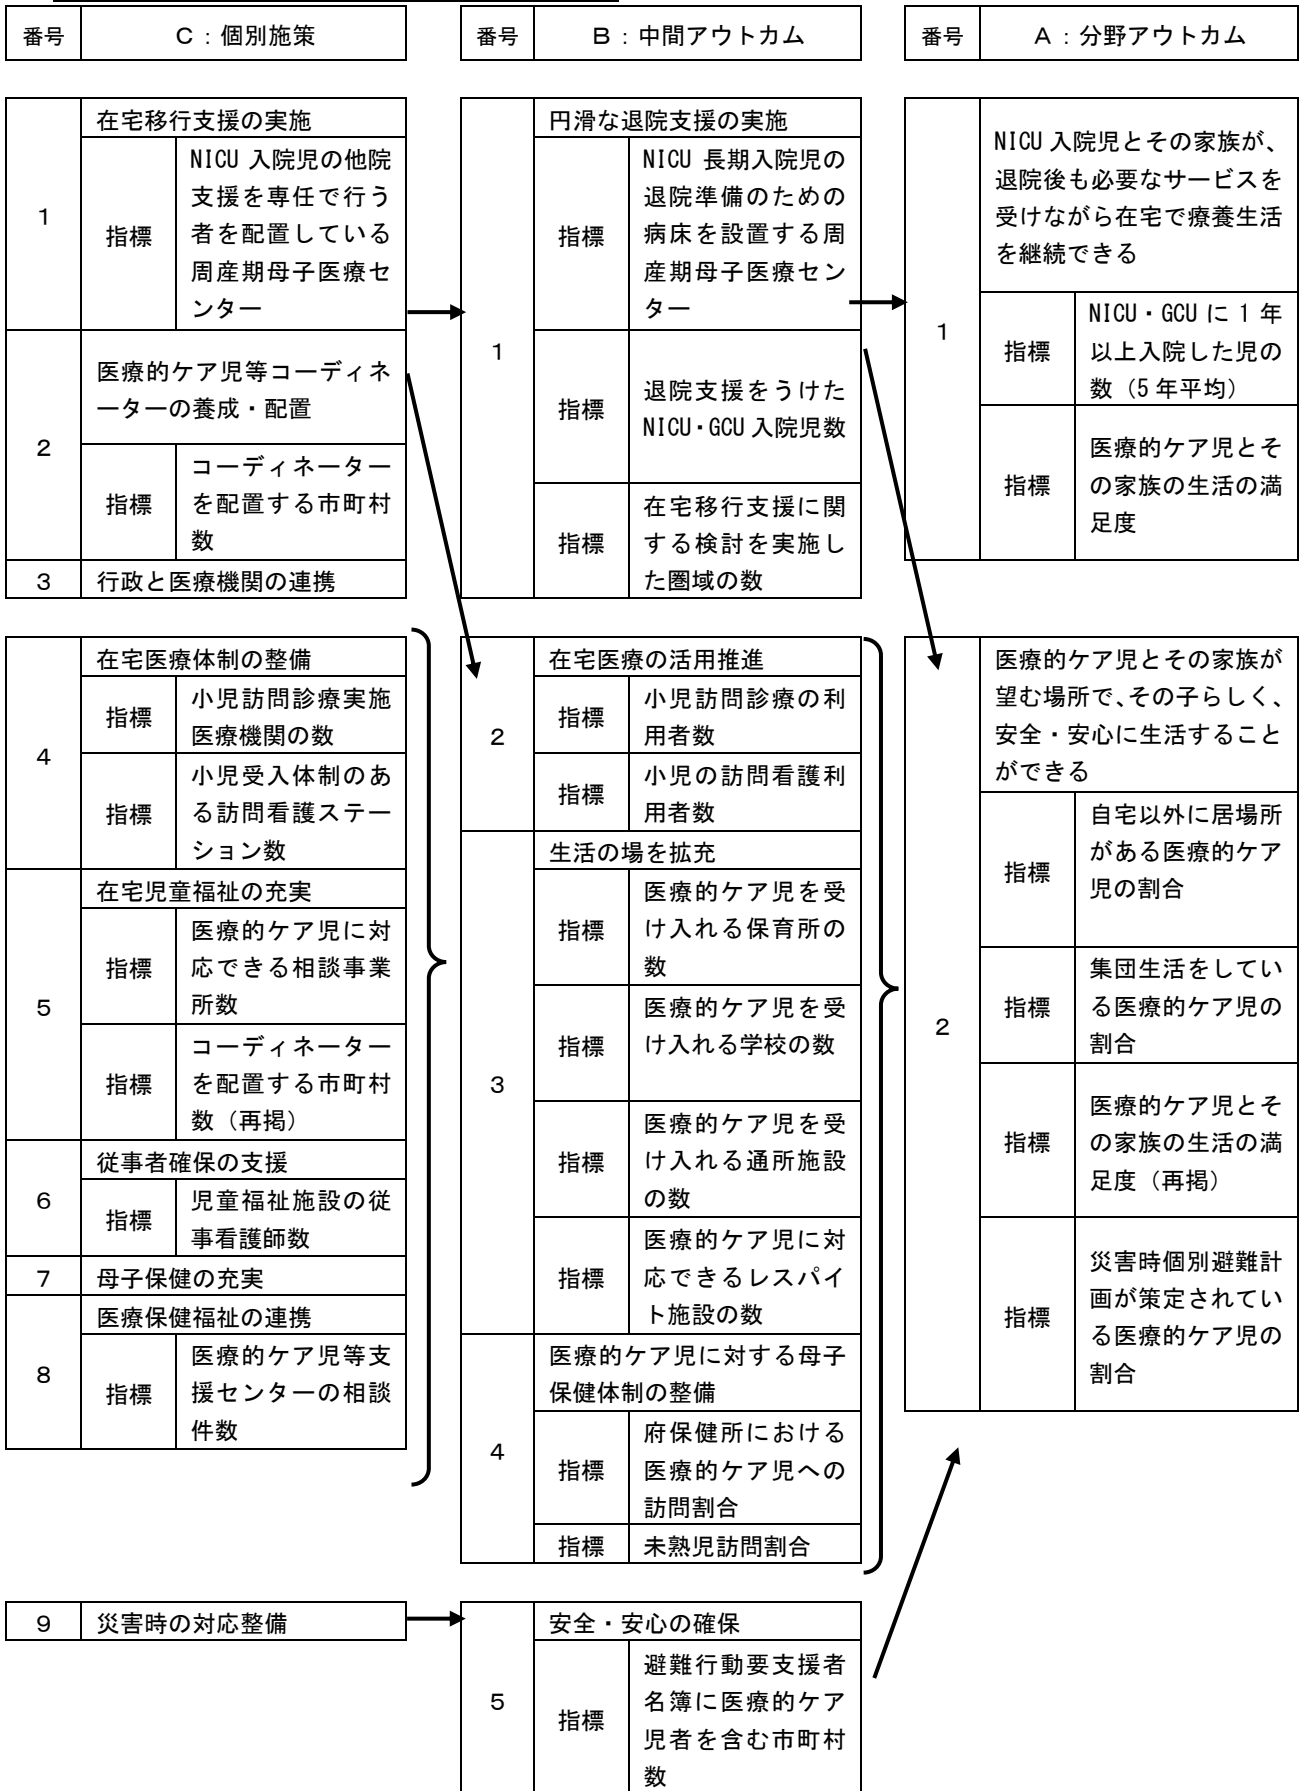 番号
C：個別施策
番号
B：中間アウトカム
番号
A：分野アウトカム
1
在宅移行支援の実施
指標
NICU 入院児の他院
支援を専任で行う
者を配置している
周産期母子医療セ
ンター
2
医療的ケア児等コーディネ
ーターの養成・配置
指標
コーディネーター
を配置する市町村
数
3
行政と医療機関の連携
4
在宅医療体制の整備
指標
小児訪問診療実施
医療機関の数
指標
小児受入体制のあ
る訪問看護ステー
ション数
5
在宅児童福祉の充実
指標
医療的ケア児に対
応できる相談事業
所数
指標
コーディネーター
を配置する市町村
数（再掲）
6
従事者確保の支援
指標
児童福祉施設の従
事看護師数
7
母子保健の充実
8
医療保健福祉の連携
指標
医療的ケア児等支
援センターの相談
件数
9
災害時の対応整備
1
円滑な退院支援の実施
指標
NICU 長期入院児の
退院準備のための
病床を設置する周
産期母子医療セン
ター
指標
退院支援をうけた
NICU・GCU 入院児数
指標
在宅移行支援に関
する検討を実施し
た圏域の数
2
在宅医療の活用推進
指標
小児訪問診療の利
用者数
指標
小児の訪問看護利
用者数
3
生活の場を拡充
指標
医療的ケア児を受
け入れる保育所の
数
指標
医療的ケア児を受
け入れる学校の数
指標
医療的ケア児を受
け入れる通所施設
の数
指標
医療的ケア児に対
応できるレスパイ
ト施設の数
4
医療的ケア児に対する母子
保健体制の整備
指標
府保健所における
医療的ケア児への
訪問割合
指標
未熟児訪問割合
5
安全・安心の確保
指標
避難行動要支援者
名簿に医療的ケア
児者を含む市町村
数
1
NICU 入院児とその家族が、
退院後も必要なサービスを
受けながら在宅で療養生活
を継続できる
指標
NICU・GCU に 1 年
以上入院した児の
数（5 年平均）
指標
医療的ケア児とそ
の家族の生活の満
足度
2
医療的ケア児とその家族が
望む場所で、その子らしく、
安全・安心に生活すること
ができる
指標
自宅以外に居場所
がある医療的ケア
児の割合
指標
集団生活をしてい
る医療的ケア児の
割合
指標
医療的ケア児とそ
の家族の生活の満
足度（再掲）
指標
災害時個別避難計
画が策定されてい
る医療的ケア児の
割合